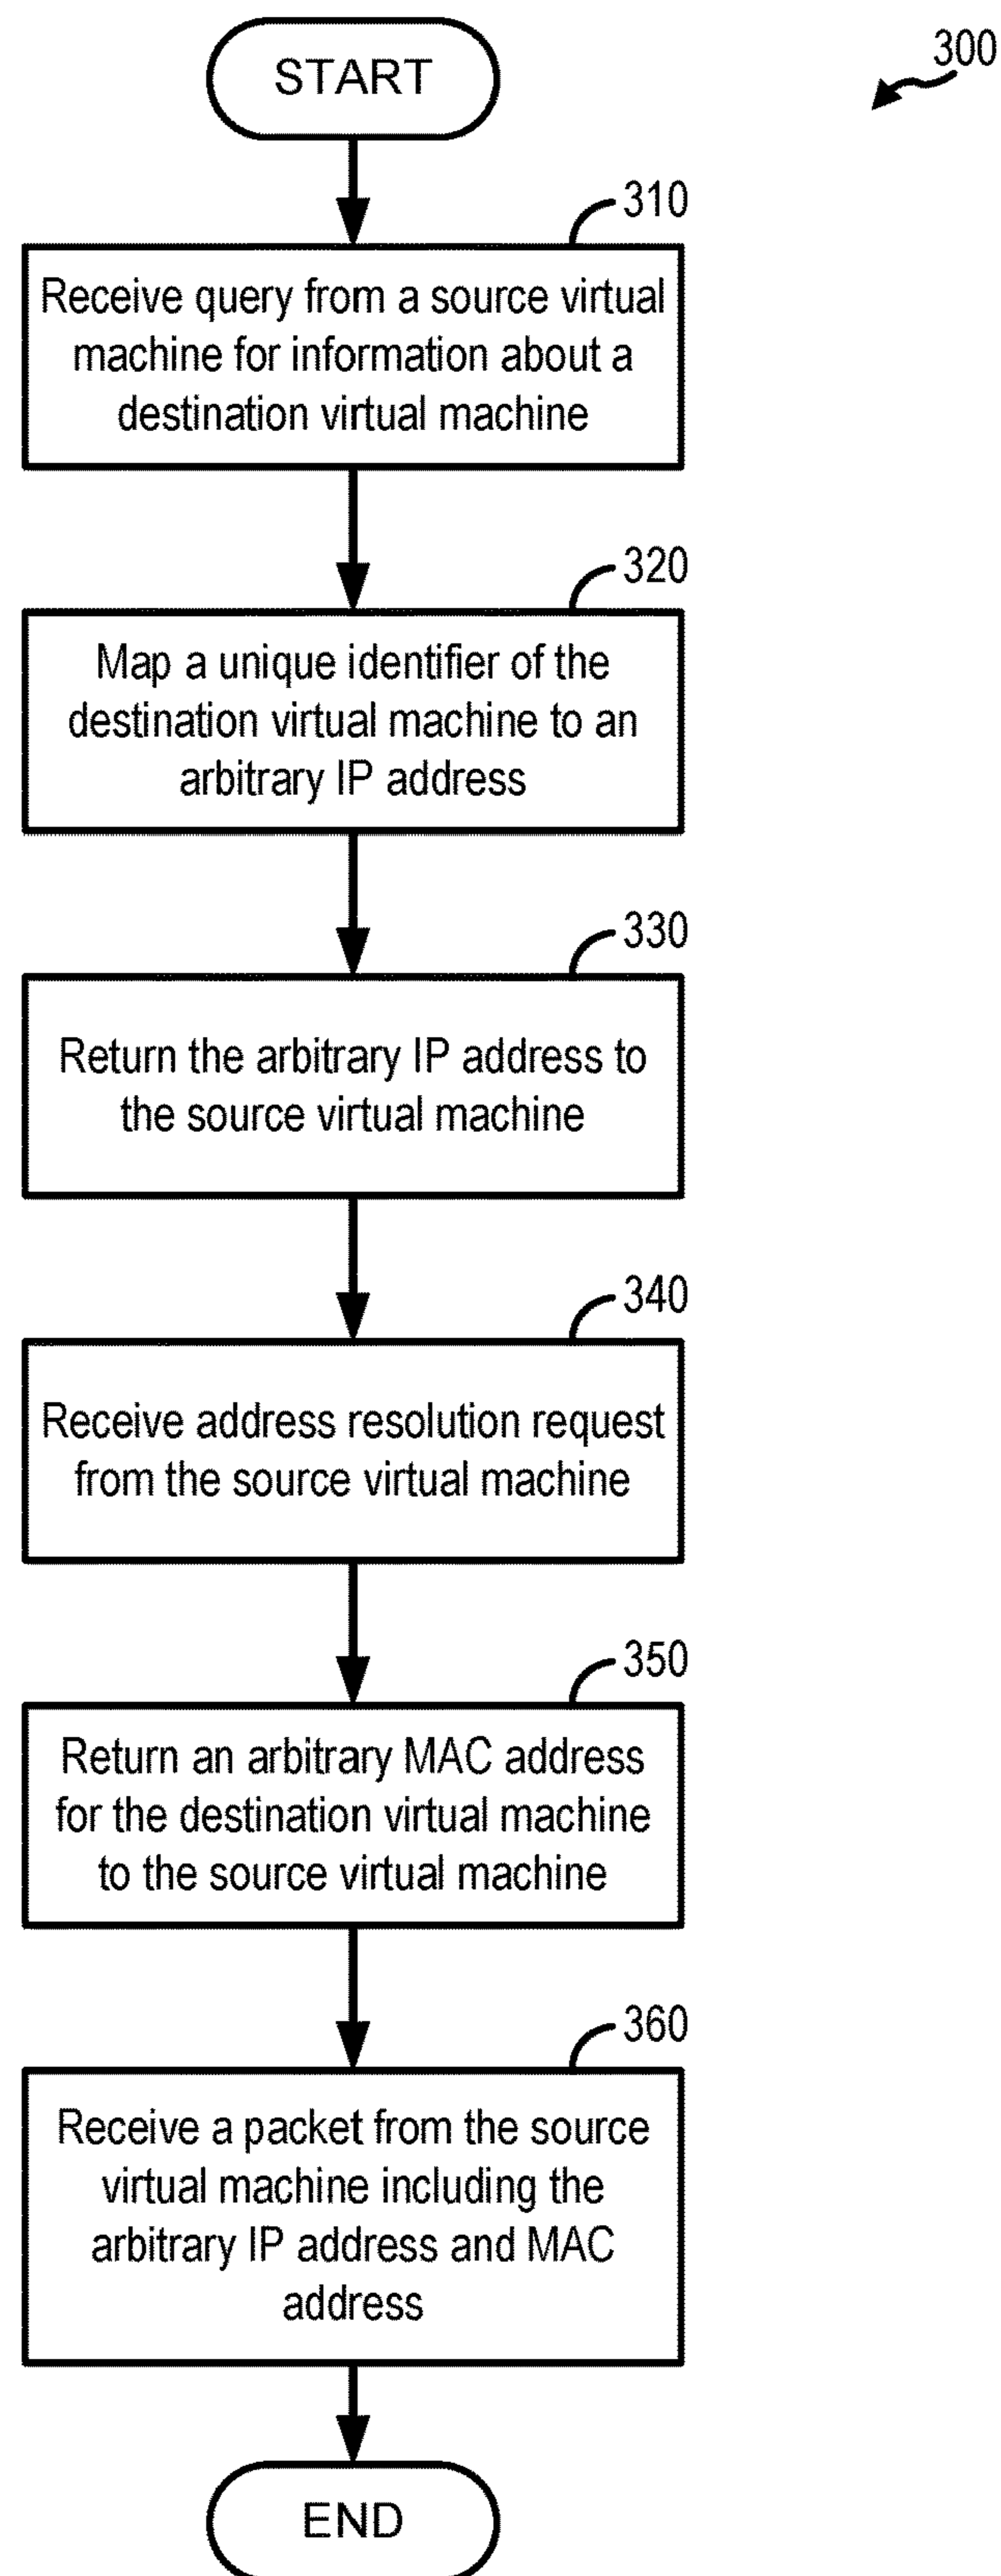 START
300
310
Receive query from a source virtual
machine for information about a
destination virtual machine
320
Map a unique identifier of the
destination virtual machine to an
arbitrary IP address
330
Return the arbitrary IP address to
the source virtual machine
340
Receive address resolution request
from the source virtual machine
350
Return an arbitrary MAC address
for the destination virtual machine
to the source virtual machine
360
Receive a packet from the source
virtual machine including the
arbitrary IP address and MAC
address
END